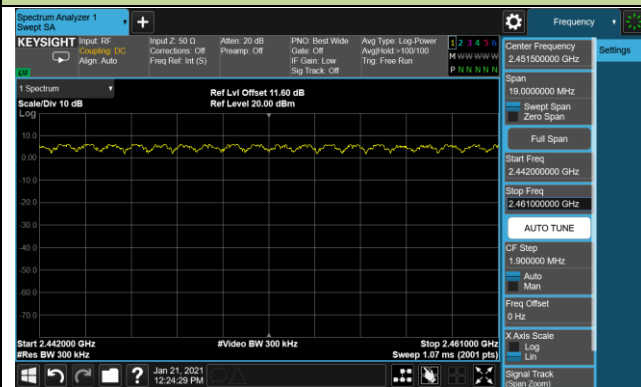 Spectrum Analyzer 1
Swept SA
Frequency
KEYSIGHT
Input: RF
Coupling: DC
Align: Auto
Input Z: 50 Ω
Corrections: Off
Freq Ref: Int (S)
Atten: 20 dB
Preamp: Off
PNO: Best Wide
Gate: Off
IF Gain: Low
Sig Track: Off
Avg Type: Log-Power
Avg|Hold:>100/100
Trig: Free Run
1 2 3 4 5 6
M W W W W W
P N N N N N
1 Spectrum
Scale/Div 10 dB
Ref Lvl Offset 11.60 dB
Ref Level 20.00 dBm
Log
10.0
0.00
-10.0
-20.0
-30.0
-40.0
-50.0
-60.0
-70.0
Start 2.442000 GHz
#Res BW 300 kHz
#Video BW 300 kHz
Stop 2.461000 GHz
Sweep 1.07 ms (2001 pts)
Jan 21, 2021
12:24:29 PM
Center Frequency
2.451500000 GHz
Settings
Span
19.0000000 MHz
Swept Span
Zero Span
Full Span
Start Freq
2.442000000 GHz
Stop Freq
2.461000000 GHz
AUTO TUNE
CF Step
1.900000 MHz
Auto
Man
Freq Offset
0 Hz
X Axis Scale
Log
Lin
Signal Track
(Span Zoom)